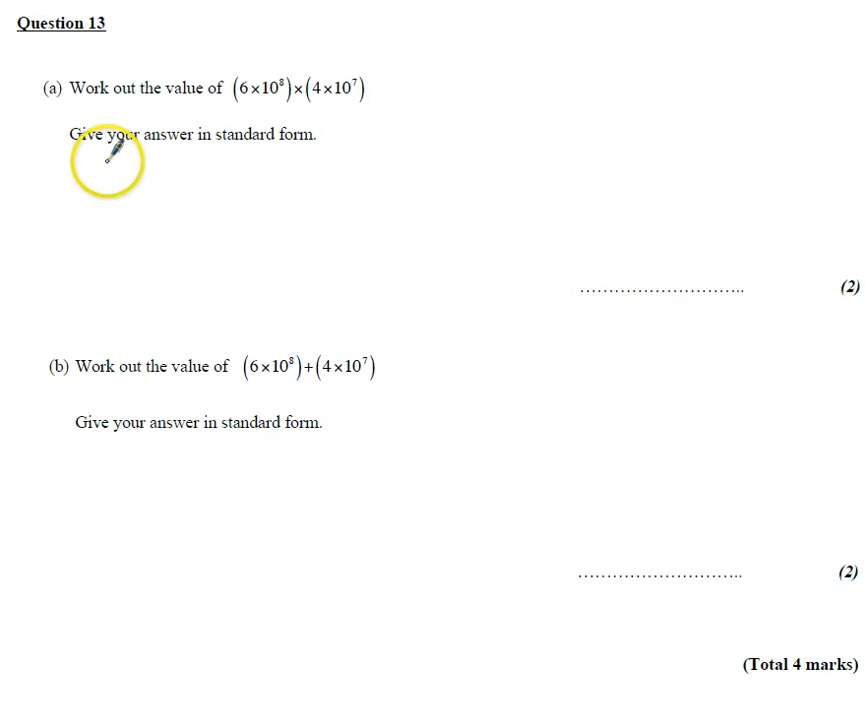 Question 13
(a) Work out the value of (6×10⁸)×(4×10⁷)
Give your answer in standard form.
………………………….. (2)
(b) Work out the value of (6×10⁸)+(4×10⁷)
Give your answer in standard form.
………………………….. (2)
(Total 4 marks)